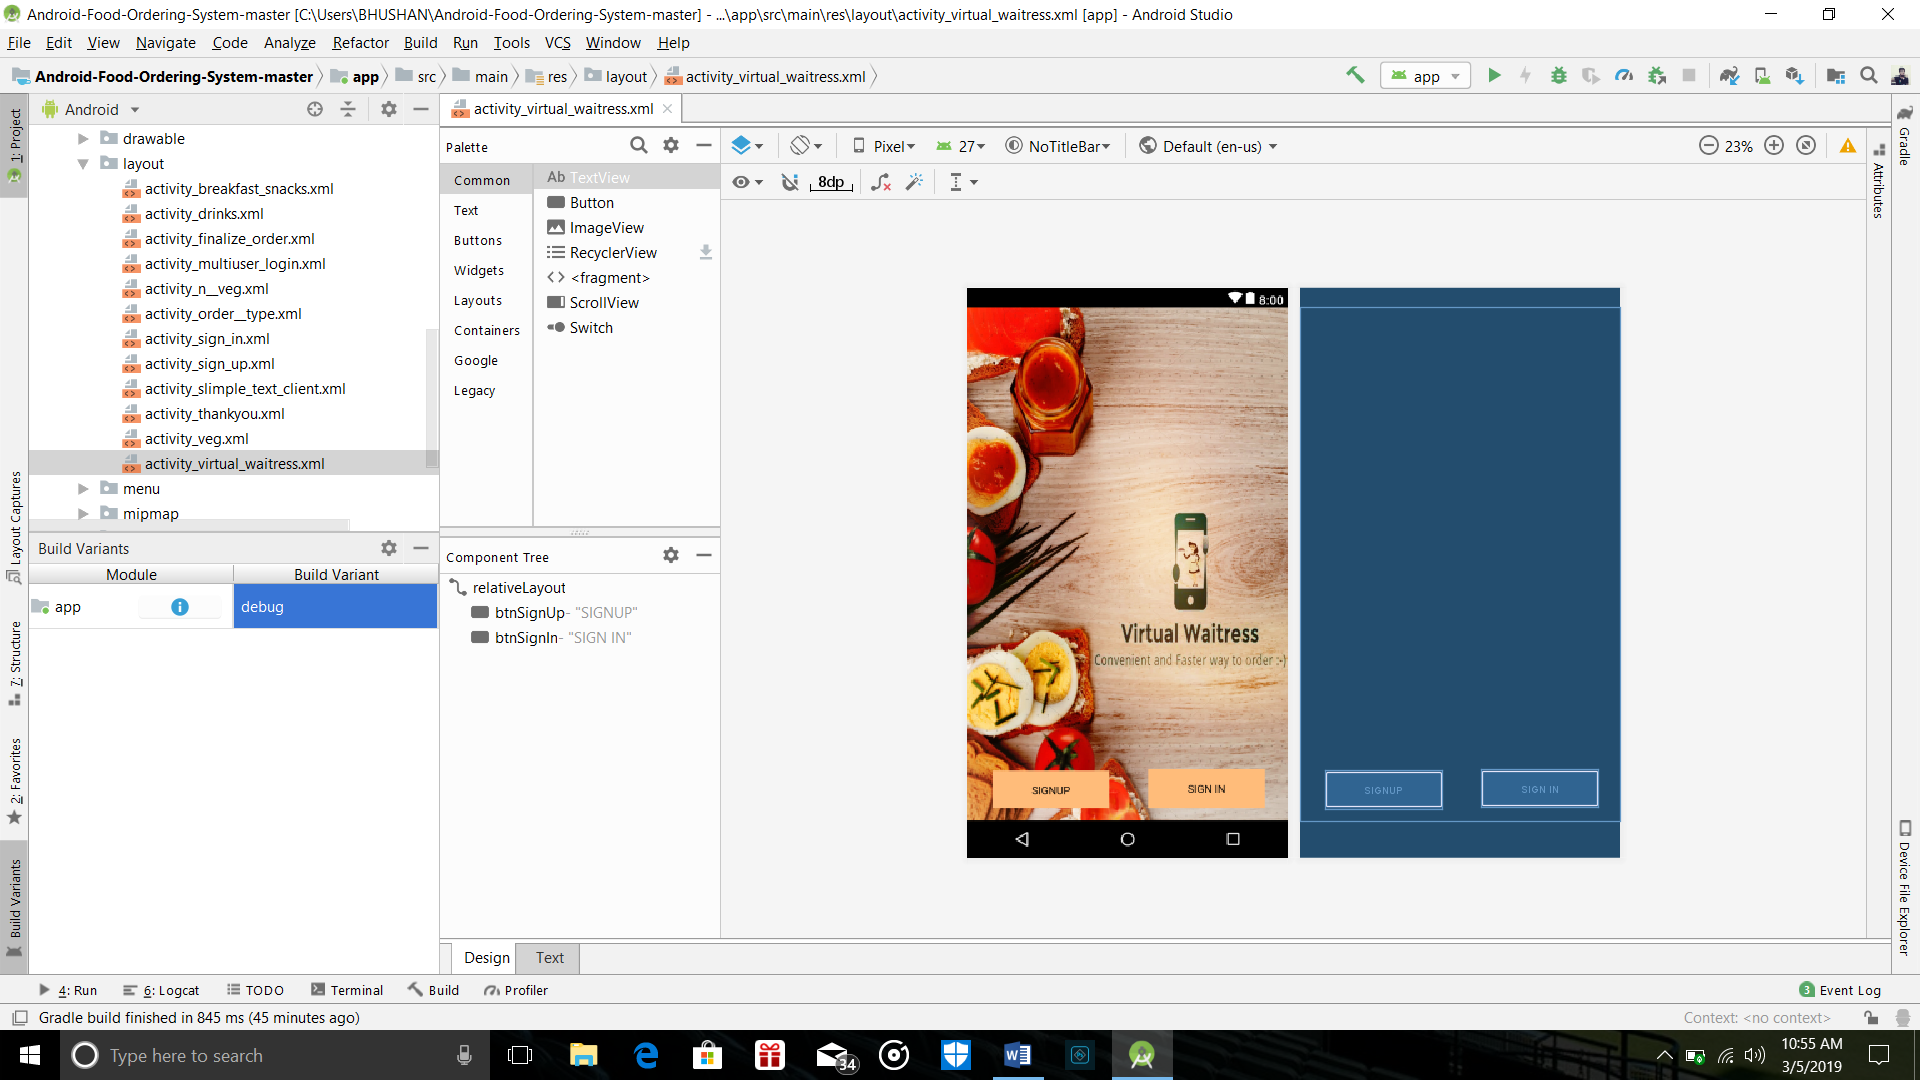 Android-Food-Ordering-System-master [C:\Users\BHUSHAN\Android-Food-Ordering-System-master] - ...\app\src\main\res\layout\activity_virtual_waitress.xml [app] - Android Studio
File Edit View Navigate Code Analyze Refactor Build Run Tools VCS Window Help
Android-Food-Ordering-System-master app src main res layout activity_virtual_waitress.xml app
1: Project
Layout Captures
7: Structure
2: Favorites
Build Variants
Android
drawable
layout
activity_breakfast_snacks.xml
activity_drinks.xml
activity_finalize_order.xml
activity_multiuser_login.xml
activity_n__veg.xml
activity_order__type.xml
activity_sign_in.xml
activity_sign_up.xml
activity_slimple_text_client.xml
activity_thankyou.xml
activity_veg.xml
activity_virtual_waitress.xml
menu
mipmap
Build Variants
Module Build Variant
app debug
activity_virtual_waitress.xml
Palette
Common
Text
Buttons
Widgets
Layouts
Containers
Google
Legacy
Ab TextView
Button
ImageView
RecyclerView
<fragment>
ScrollView
Switch
Component Tree
relativeLayout
btnSignUp- "SIGNUP"
btnSignIn- "SIGN IN"
Pixel 27 NoTitleBar Default (en-us) 23%
8dp
8:00
Virtual Waitress
Convenient and Faster way to order :-)
SIGNUP SIGN IN
SIGNUP SIGN IN
Gradle
Attributes
Device File Explorer
Design Text
4: Run 6: Logcat TODO Terminal Build Profiler 3 Event Log
Gradle build finished in 845 ms (45 minutes ago) Context: <no context>
Type here to search 34 10:55 AM
3/5/2019